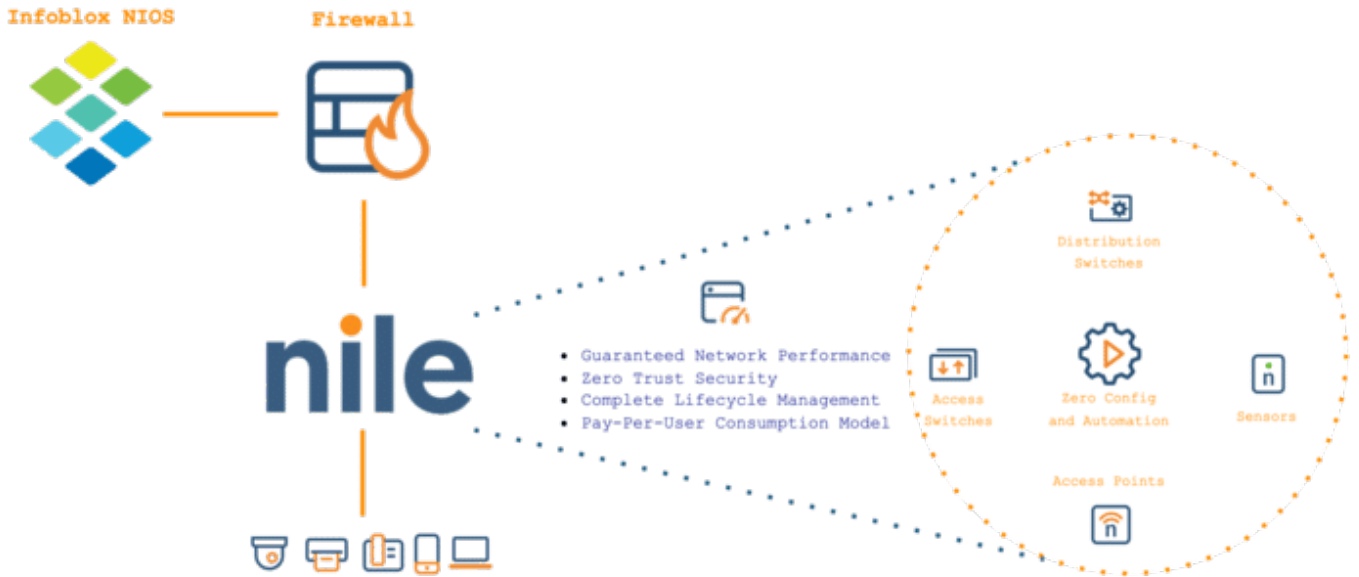 Infoblox NIOS
Firewall
nile
• Guaranteed Network Performance
• Zero Trust Security
• Complete Lifecycle Management
• Pay-Per-User Consumption Model
Distribution
Switches
Access
Switches
Zero Config
and Automation
n
Sensors
Access Points
n